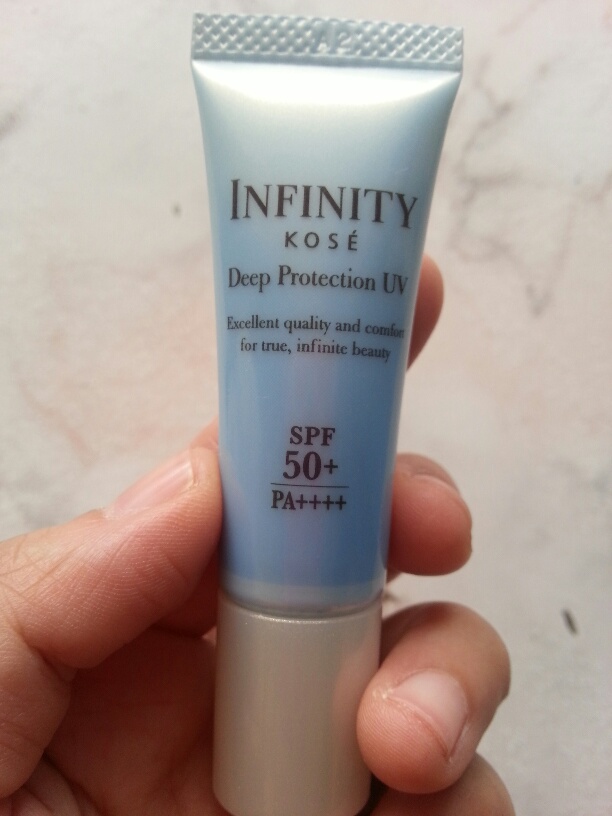 INFINITY
KOSÉ
Deep Protection UV
Excellent quality and comfort
for true, infinite beauty
SPF
50+
PA++++